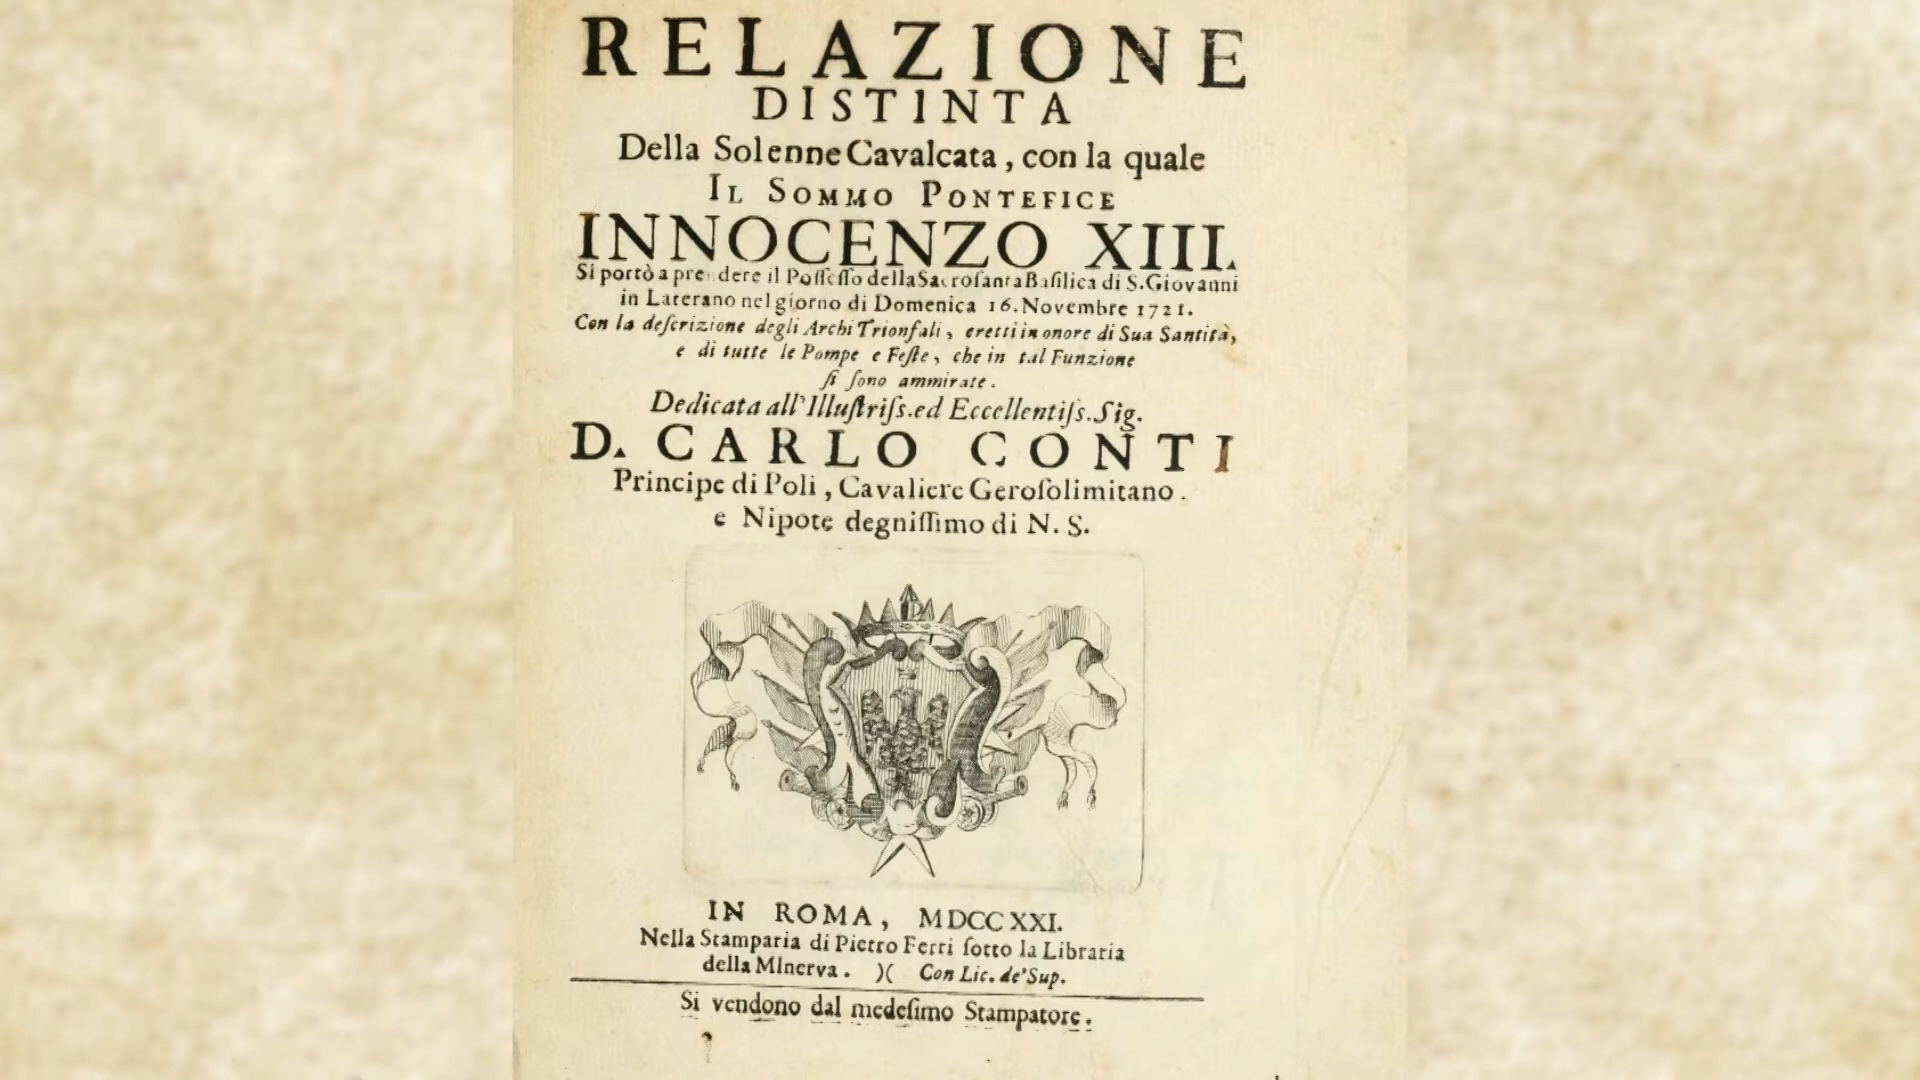 RELAZIONE
DISTINTA
Della Solenne Cavalcata, con la quale
IL SOMMO PONTEFICE
INNOCENZO XIII.
Si portò a prendere il Poſſeſſo della Sacroſanta Baſilica di S. Giovanni
in Laterano nel giorno di Domenica 16. Novembre 1721.
Con la deſcrizione degli Archi Trionfali, eretti in onore di Sua Santità,
e di tutte le Pompe e Feſte, che in tal Funzione
ſi ſono ammirate.
Dedicata all'Illuſtriſs. ed Eccellentiſs. Sig.
D. CARLO CONTI
Principe di Poli, Cavaliere Geroſolimitano.
e Nipote degniſſimo di N. S.
IN ROMA, MDCCXXI.
Nella Stamparia di Pietro Ferri ſotto la Libraria
della MInerva. )( Con Lic. de' Sup.
Si vendono dal medeſimo Stampatore.